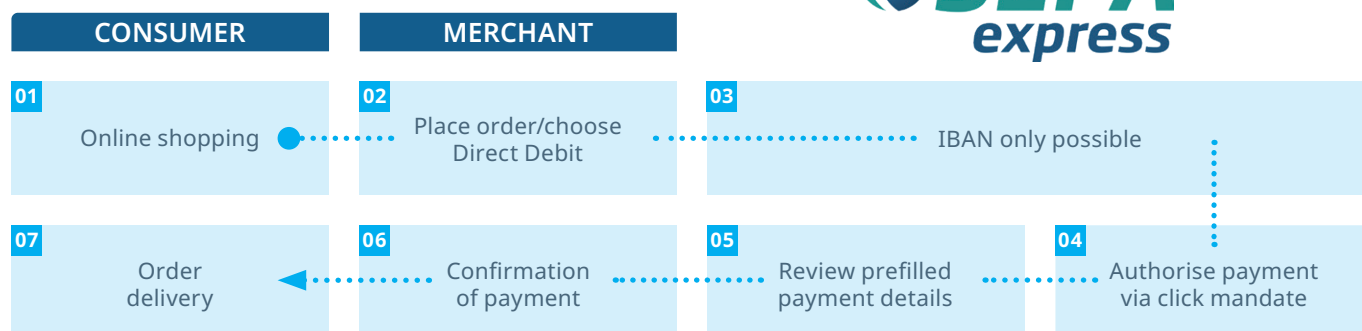 CONSUMER
MERCHANT
express
01
Online shopping
02
Place order/choose
Direct Debit
03
IBAN only possible
07
Order
delivery
06
Confirmation
of payment
05
Review prefilled
payment details
04
Authorise payment
via click mandate